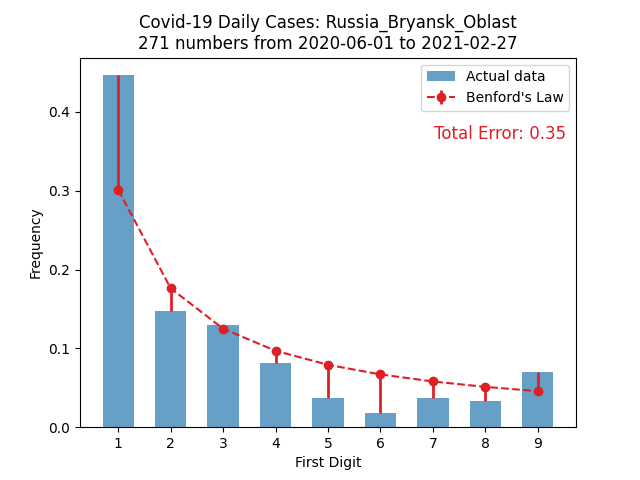 Covid-19 Daily Cases: Russia_Bryansk_Oblast
271 numbers from 2020-06-01 to 2021-02-27
Actual data
Benford's Law
Total Error: 0.35
Frequency
0.4
0.3
0.2
0.1
0.0
1 2 3 4 5 6 7 8 9
First Digit